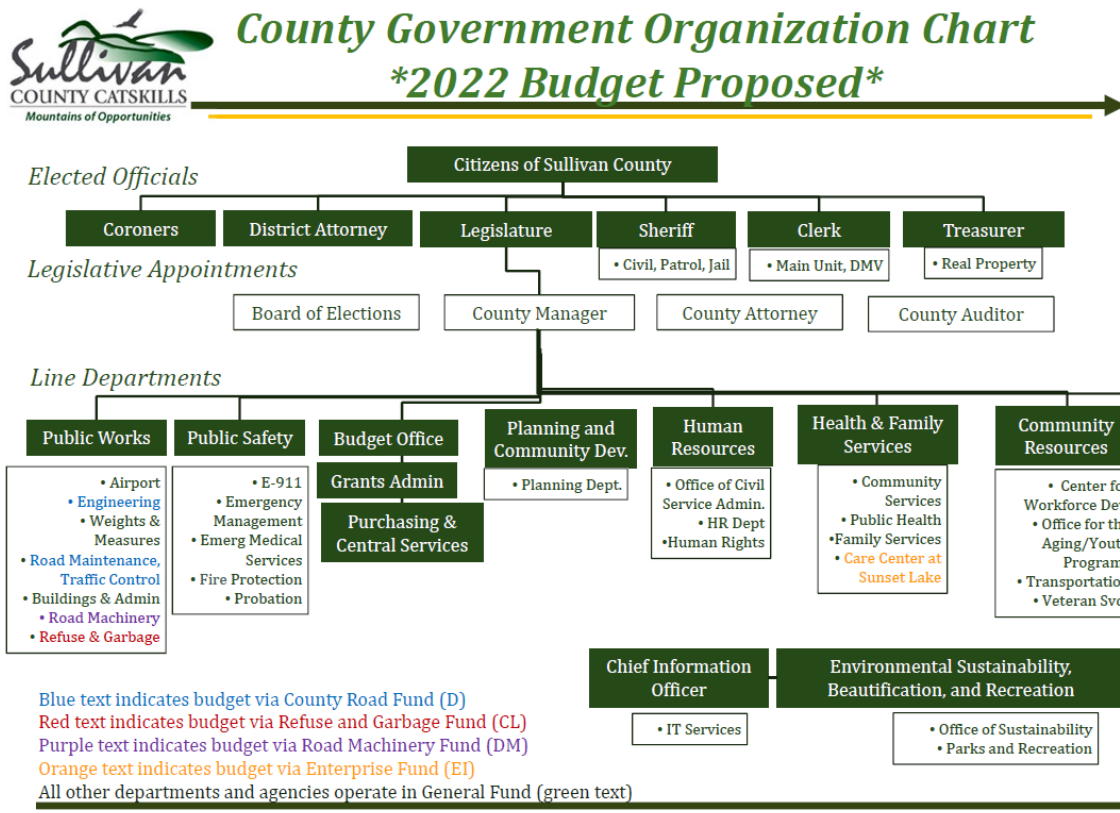 Sullivan
COUNTY CATSKILLS
Mountains of Opportunities
County Government Organization Chart
*2022 Budget Proposed*
Elected Officials
Citizens of Sullivan County
Coroners
District Attorney
Legislature
Sheriff
• Civil, Patrol, Jail
Clerk
• Main Unit, DMV
Treasurer
• Real Property
Legislative Appointments
Board of Elections
County Manager
County Attorney
County Auditor
Line Departments
Public Works
• Airport
• Engineering
• Weights &
Measures
• Road Maintenance,
Traffic Control
• Buildings & Admin
• Road Machinery
• Refuse & Garbage
Public Safety
• E-911
• Emergency
Management
• Emerg Medical
Services
• Fire Protection
• Probation
Budget Office
Grants Admin
Purchasing &
Central Services
Planning and
Community Dev.
• Planning Dept.
Human
Resources
• Office of Civil
Service Admin.
• HR Dept
•Human Rights
Health & Family
Services
• Community
Services
• Public Health
•Family Services
• Care Center at
Sunset Lake
Community
Resources
• Center
Workforce
• Office for
Aging/
• Veteran
Chief Information
Officer
• IT Services
Environmental Sustainability,
Beautification, and Recreation
• Office of Sustainability
• Parks and Recreation
Blue text indicates budget via County Road Fund (D)
Red text indicates budget via Refuse and Garbage Fund (CL)
Purple text indicates budget via Road Machinery Fund (DM)
Orange text indicates budget via Enterprise Fund (EI)
All other departments and agencies operate in General Fund (green text)